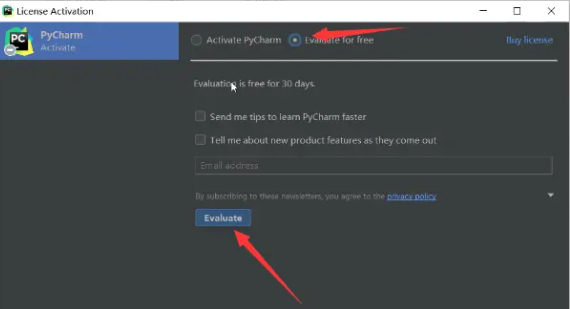 License Activation
PC
PyCharm
Activate
Activate PyCharm
Evaluate for free
Buy license
Evaluation is free for 30 days.
Send me tips to learn PyCharm faster
Tell me about new product features as they come out
Email address
By subscribing to these newsletters, you agree to the privacy policy
Evaluate